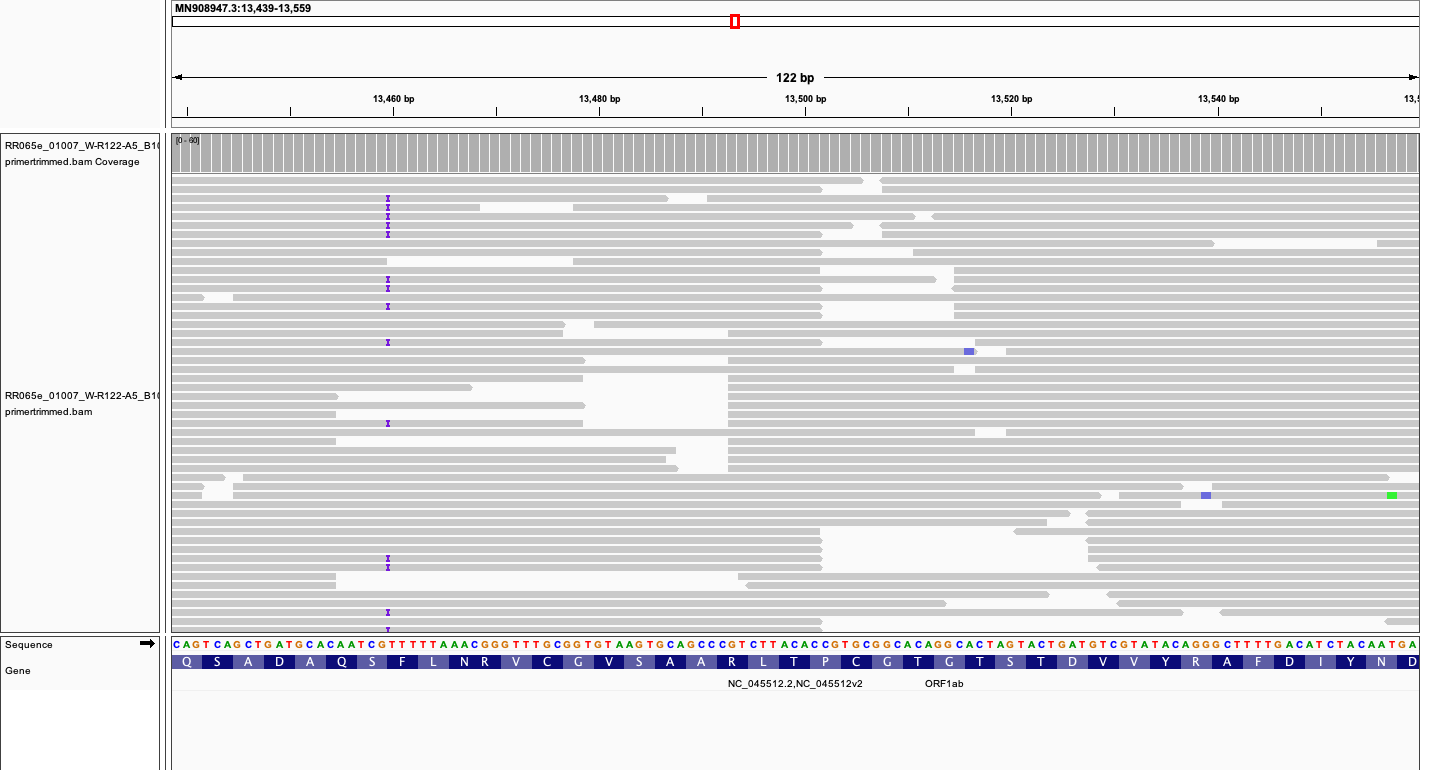 MN908947.3:13,439-13,559
122 bp
13,460 bp 13,480 bp 13,500 bp 13,520 bp 13,540 bp 13,5
RR065e_01007_W-R122-A5_B10
primertrimmed.bam Coverage
[0 - 60]
RR065e_01007_W-R122-A5_B10
primertrimmed.bam
Sequence
CAGTCAGCTGATGCACAATCGTTTTTAAACGGGTTTGCGGTGTAAGTGCAGCCCGTCTTACACCGTGCGGCACAGGCACTAGTACTGATGTCGTATACAGGGCTTTTGACATCTACAATGA
Gene
Q S A D A Q S F L N R V C G V S A A R L T P C G T G T S T D V V Y R A F D I Y N D
NC_045512.2,NC_045512v2 ORF1ab